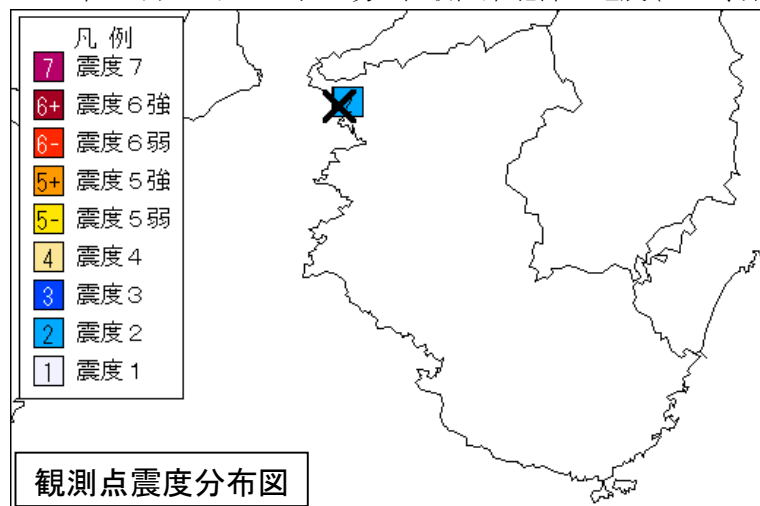 凡 例
7 震度７
6+ 震度６強
6- 震度６弱
5+ 震度５強
5- 震度５弱
4 震度４
3 震度３
2 震度２
1 震度１
観測点震度分布図